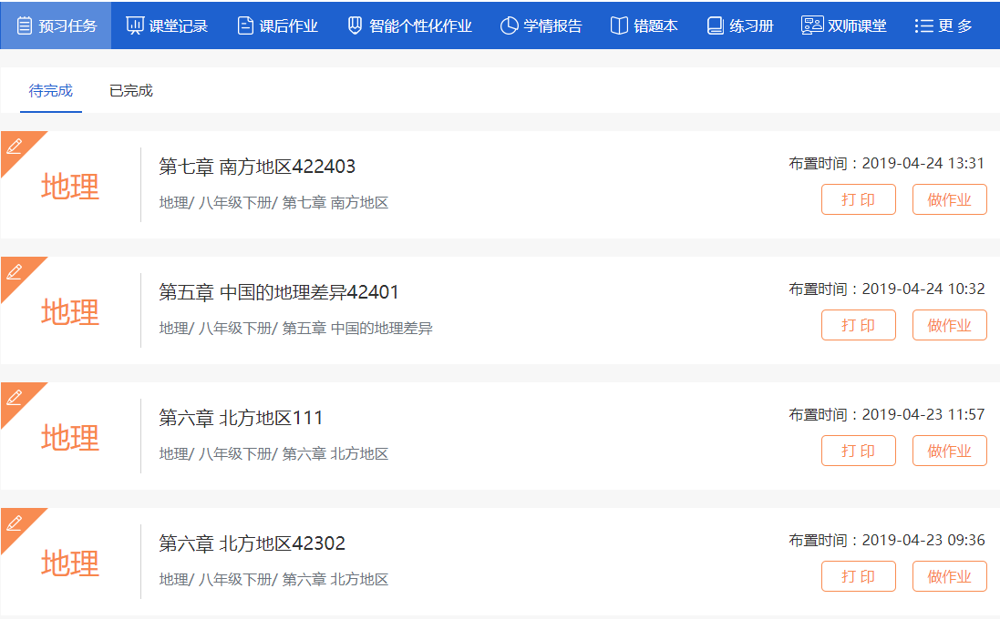 预习任务 课堂记录 课后作业 智能个性化作业 学情报告 错题本 练习册 双师课堂 更 多
待完成 已完成
地理
第七章 南方地区422403
地理/ 八年级下册/ 第七章 南方地区
布置时间：2019-04-24 13:31
打 印 做作业
地理
第五章 中国的地理差异42401
地理/ 八年级下册/ 第五章 中国的地理差异
布置时间：2019-04-24 10:32
打 印 做作业
地理
第六章 北方地区111
地理/ 八年级下册/ 第六章 北方地区
布置时间：2019-04-23 11:57
打 印 做作业
地理
第六章 北方地区42302
地理/ 八年级下册/ 第六章 北方地区
布置时间：2019-04-23 09:36
打 印 做作业